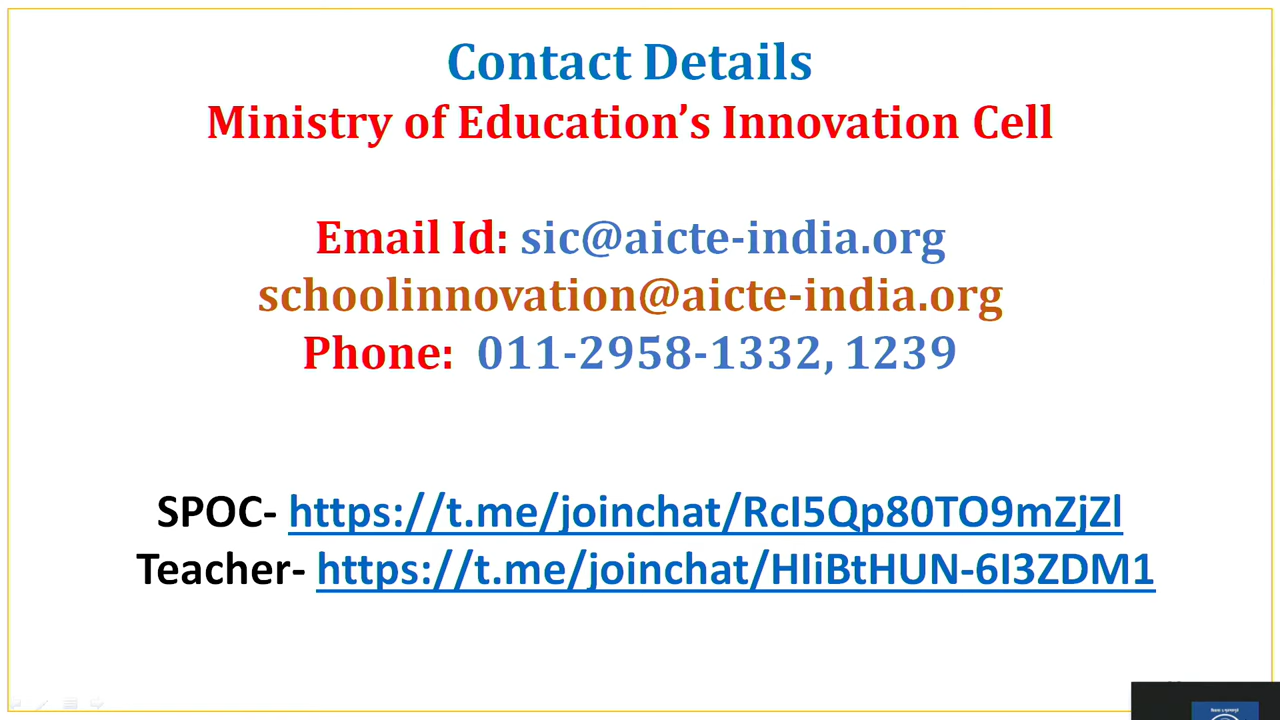 Contact Details
Ministry of Education’s Innovation Cell
Email Id: sic@aicte-india.org
schoolinnovation@aicte-india.org
Phone: 011-2958-1332, 1239
SPOC- https://t.me/joinchat/RcI5Qp80TO9mZjZl
Teacher- https://t.me/joinchat/HIiBtHUN-6I3ZDM1